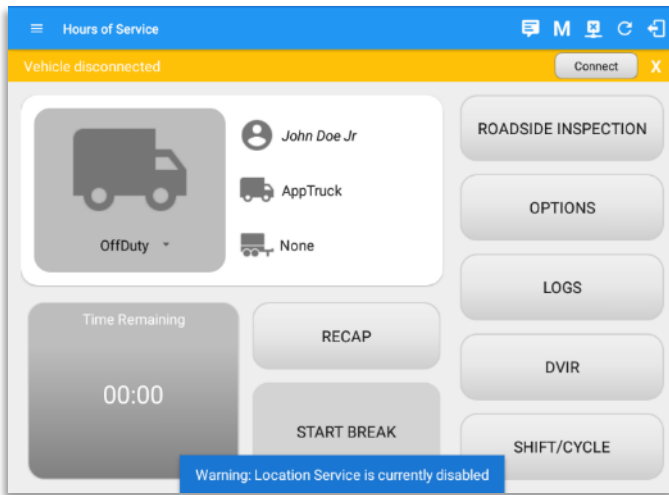 Hours of Service
M
Vehicle disconnected
Connect
X
John Doe Jr
AppTruck
None
OffDuty
ROADSIDE INSPECTION
OPTIONS
LOGS
DVIR
SHIFT/CYCLE
Time Remaining
00:00
RECAP
START BREAK
Warning: Location Service is currently disabled